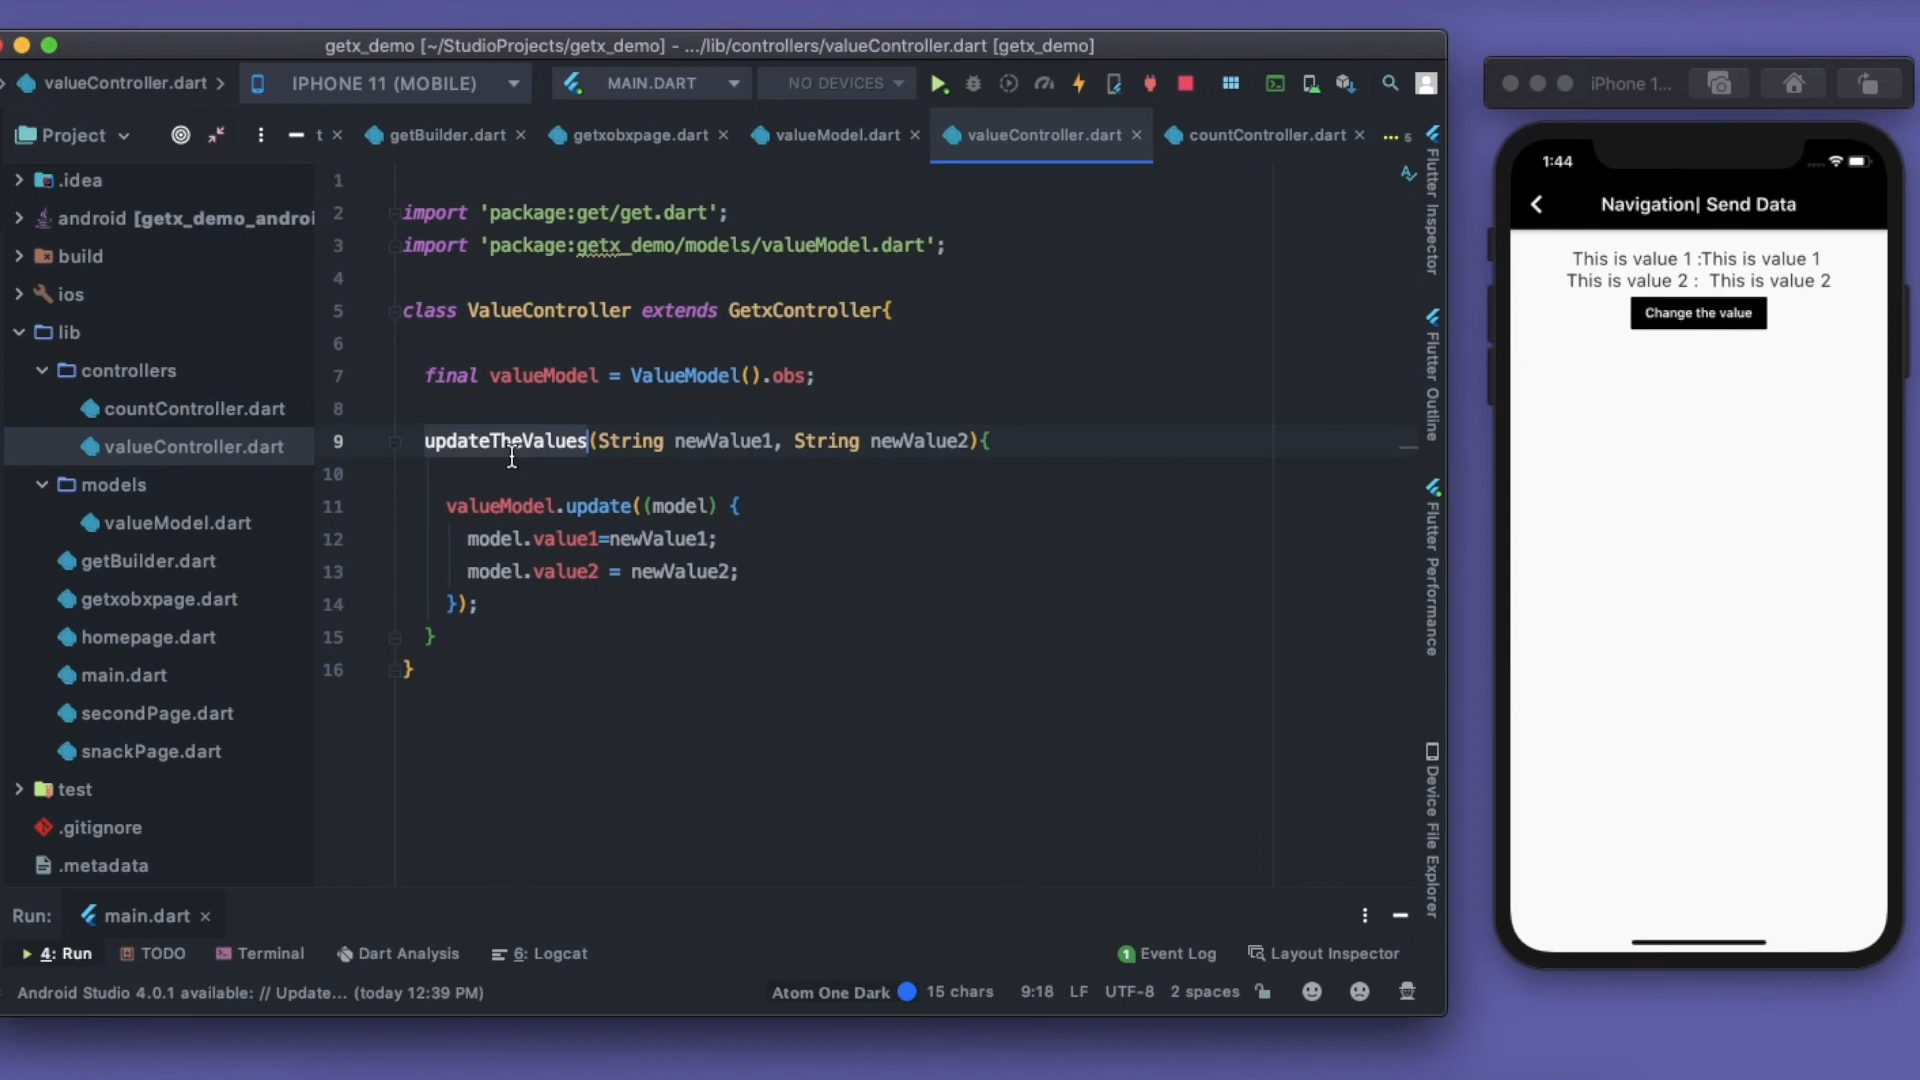 getx_demo [~/StudioProjects/getx_demo] - .../lib/controllers/valueController.dart [getx_demo]
valueController.dart
IPHONE 11 (MOBILE)
MAIN.DART
NO DEVICES
Project
t
getBuilder.dart
getxobxpage.dart
valueModel.dart
valueController.dart
countController.dart
5
.idea
android [getx_demo_androi
build
ios
lib
controllers
countController.dart
valueController.dart
models
valueModel.dart
getBuilder.dart
getxobxpage.dart
homepage.dart
main.dart
secondPage.dart
snackPage.dart
test
.gitignore
.metadata
1
2 import 'package:get/get.dart';
3 import 'package:getx_demo/models/valueModel.dart';
4
5 class ValueController extends GetxController{
6
7 final valueModel = ValueModel().obs;
8
9 updateTheValues(String newValue1, String newValue2){
10
11 valueModel.update((model) {
12 model.value1=newValue1;
13 model.value2 = newValue2;
14 });
15 }
16 }
Flutter Inspector
Flutter Outline
Flutter Performance
Device File Explorer
Run: main.dart
4: Run
TODO
Terminal
Dart Analysis
6: Logcat
1 Event Log
Layout Inspector
Android Studio 4.0.1 available: // Update... (today 12:39 PM)
Atom One Dark
15 chars
9:18
LF
UTF-8
2 spaces
iPhone 1...
1:44
Navigation| Send Data
This is value 1 :This is value 1
This is value 2 : This is value 2
Change the value